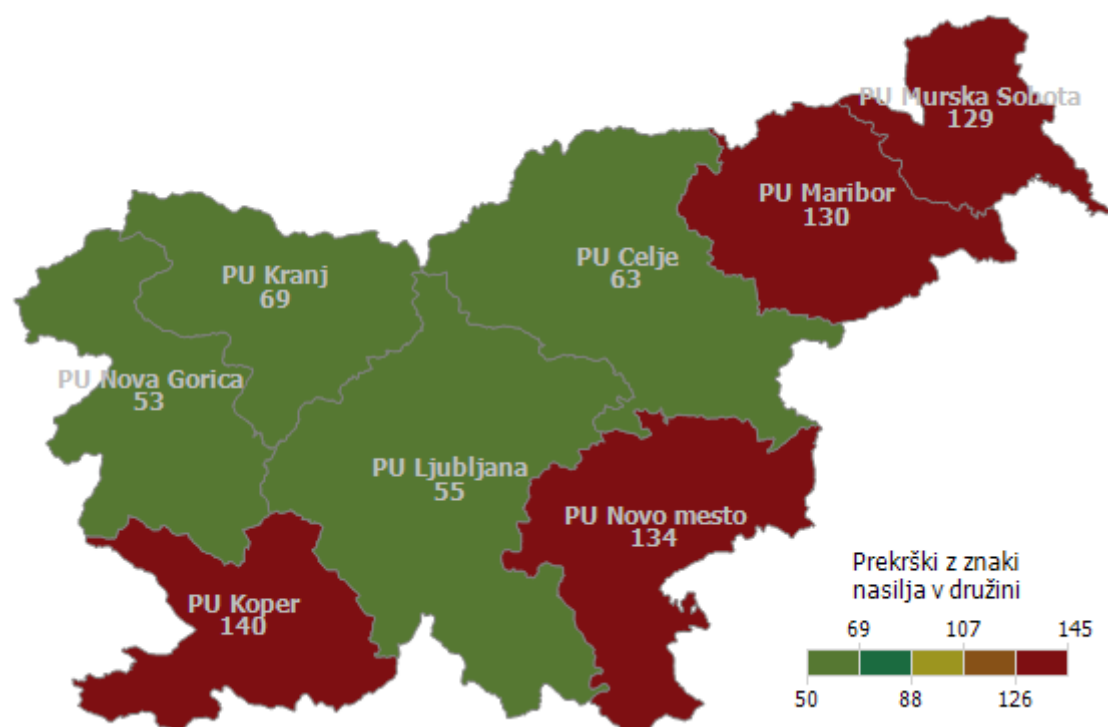 PU Murska Sobota
129
PU Maribor
130
PU Celje
63
PU Kranj
69
PU Nova Gorica
53
PU Ljubljana
55
PU Novo mesto
134
PU Koper
140
Prekrški z znaki
nasilja v družini
69 107 145
50 88 126